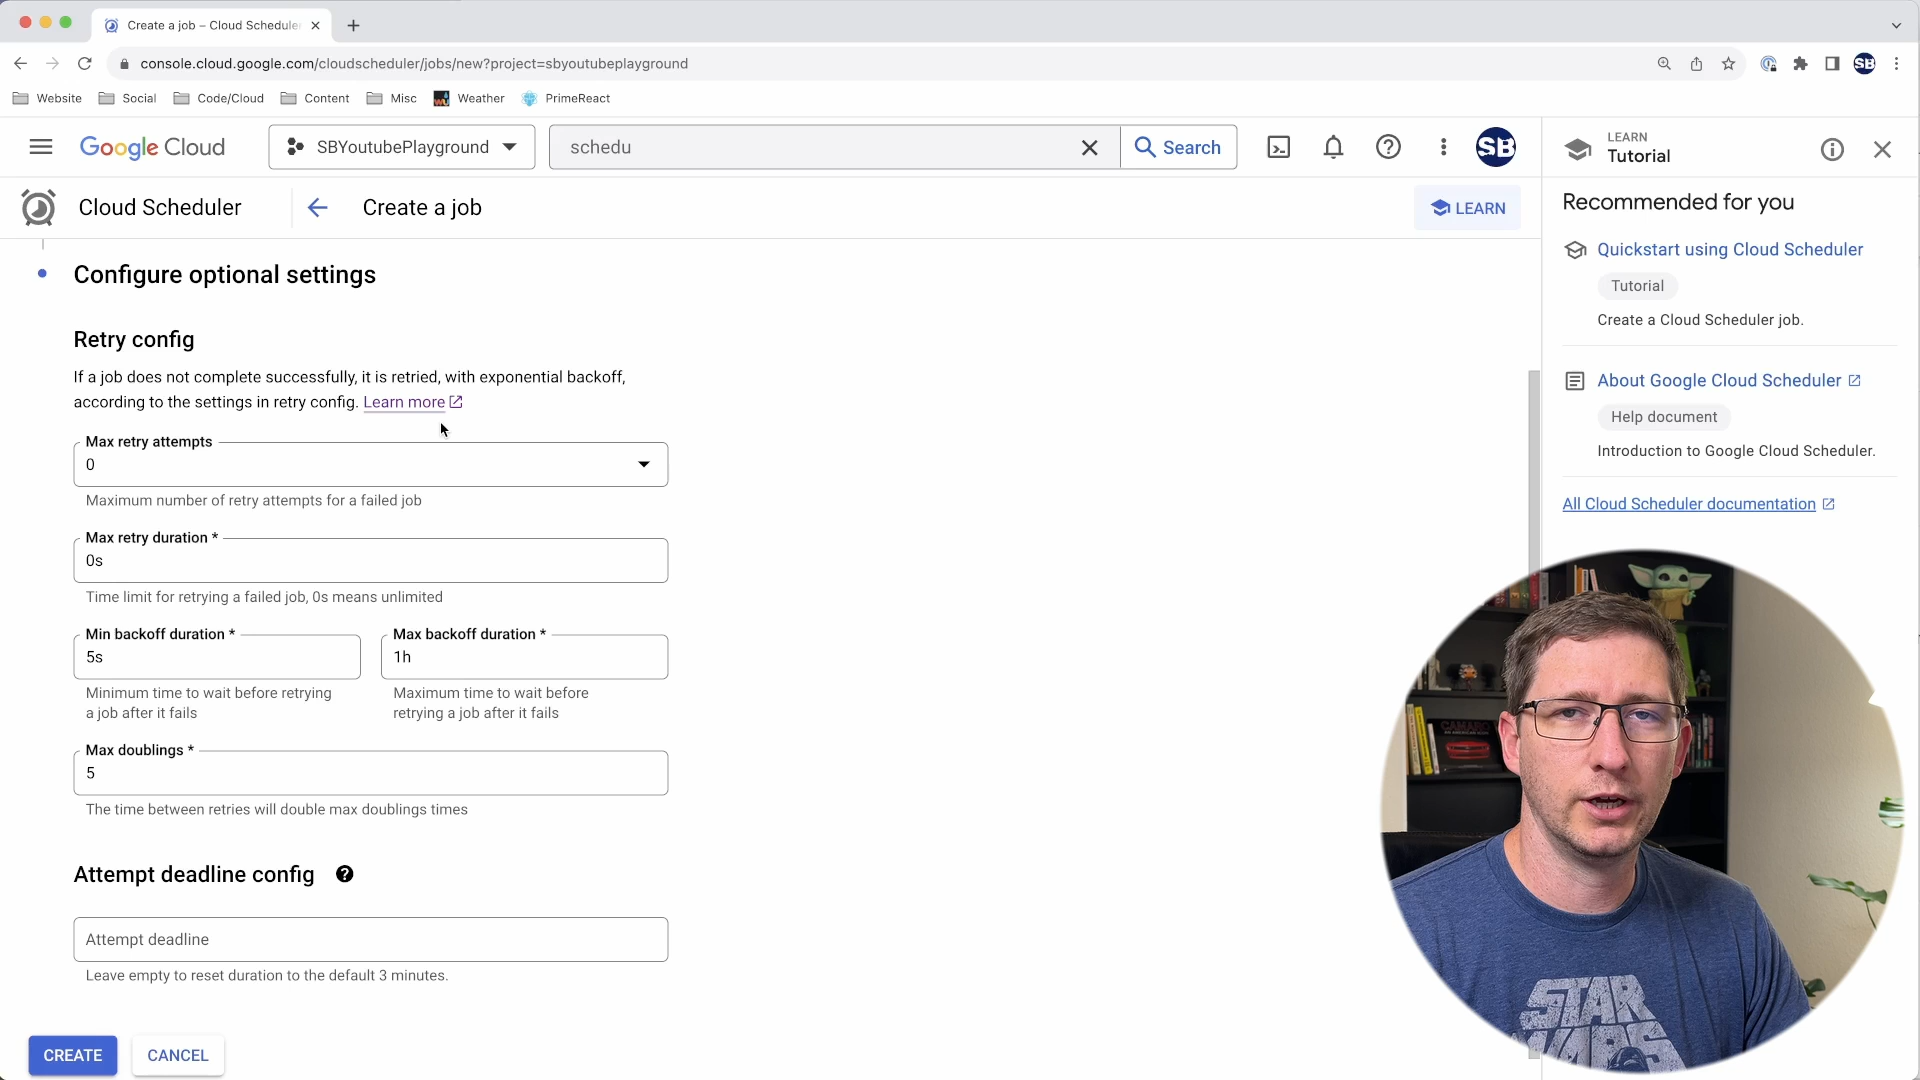 Create a job – Cloud Scheduler
console.cloud.google.com/cloudscheduler/jobs/new?project=sbyoutubeplayground
SB
Website
Social
Code/Cloud
Content
Misc
Weather
PrimeReact
Google Cloud
SBYoutubePlayground
schedu
Search
SB
LEARN
Tutorial
Cloud Scheduler
Create a job
LEARN
Recommended for you
Quickstart using Cloud Scheduler
Tutorial
Create a Cloud Scheduler job.
About Google Cloud Scheduler
Help document
Introduction to Google Cloud Scheduler.
All Cloud Scheduler documentation
Configure optional settings
Retry config
If a job does not complete successfully, it is retried, with exponential backoff,
according to the settings in retry config. Learn more
Max retry attempts
0
Maximum number of retry attempts for a failed job
Max retry duration *
0s
Time limit for retrying a failed job, 0s means unlimited
Min backoff duration *
5s
Minimum time to wait before retrying
a job after it fails
Max backoff duration *
1h
Maximum time to wait before
retrying a job after it fails
Max doublings *
5
The time between retries will double max doublings times
Attempt deadline config
Attempt deadline
Leave empty to reset duration to the default 3 minutes.
CREATE
CANCEL
CAMARO
STAR
WARS